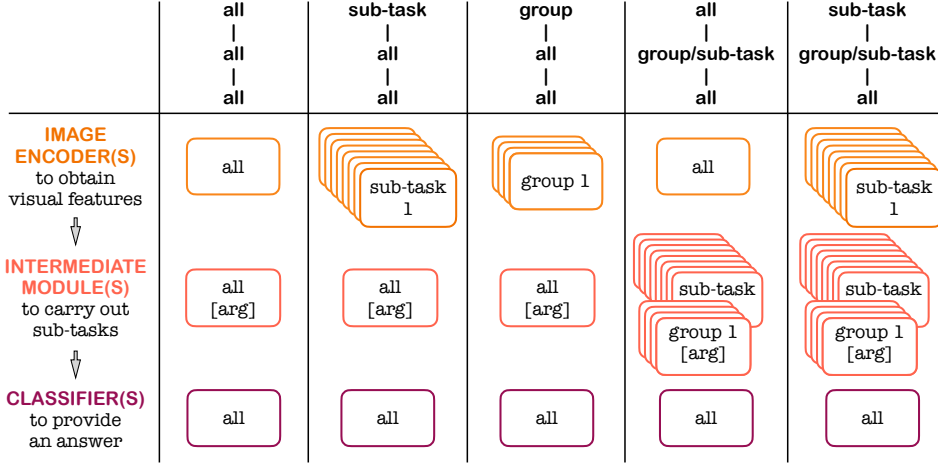 all sub-task group all sub-task
all all all group/sub-task group/sub-task
all all all all all
IMAGE
ENCODER(S)
to obtain
visual features
all
sub-task
1
group 1
all
sub-task
1
INTERMEDIATE
MODULE(S)
to carry out
sub-tasks
all
[arg]
all
[arg]
all
[arg]
sub-task
group 1
[arg]
sub-task
group 1
[arg]
CLASSIFIER(S)
to provide
an answer
all
all
all
all
all